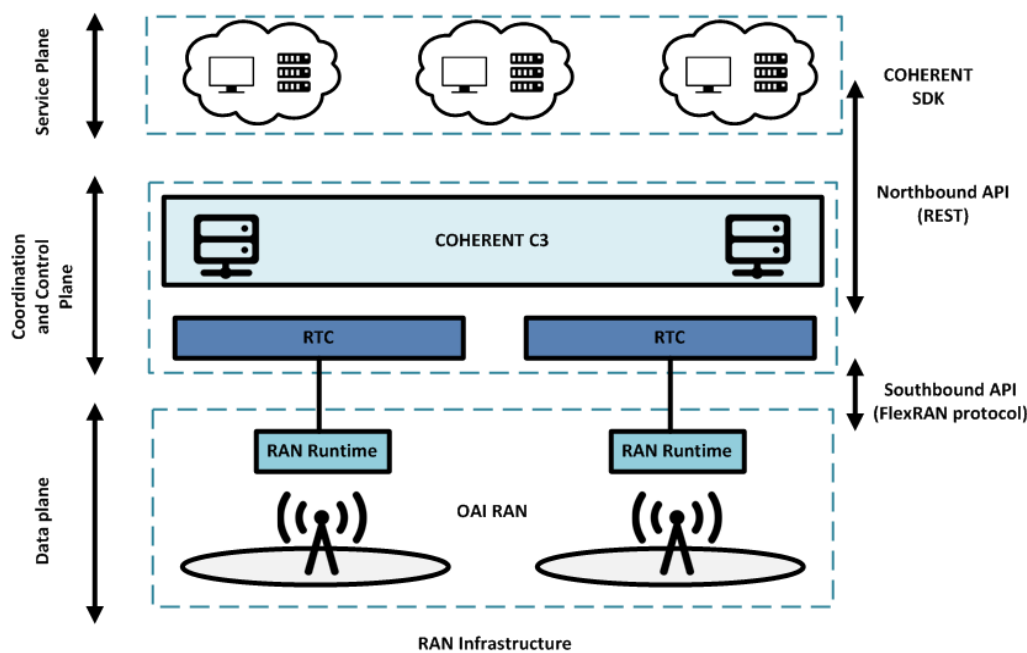 Service Plane
COHERENT
SDK
Northbound API
(REST)
Coordination
and Control
Plane
COHERENT C3
RTC
RTC
Southbound API
(FlexRAN protocol)
Data plane
RAN Runtime
RAN Runtime
OAI RAN
RAN Infrastructure